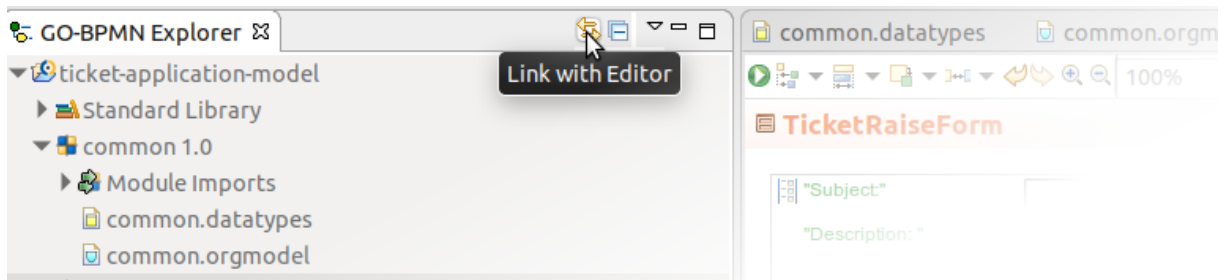 GO-BPMN Explorer
common.datatypes
common.orgm
ticket-application-model
Link with Editor
100%
Standard Library
TicketRaiseForm
common 1.0
Module Imports
"Subject:"
common.datatypes
"Description: "
common.orgmodel